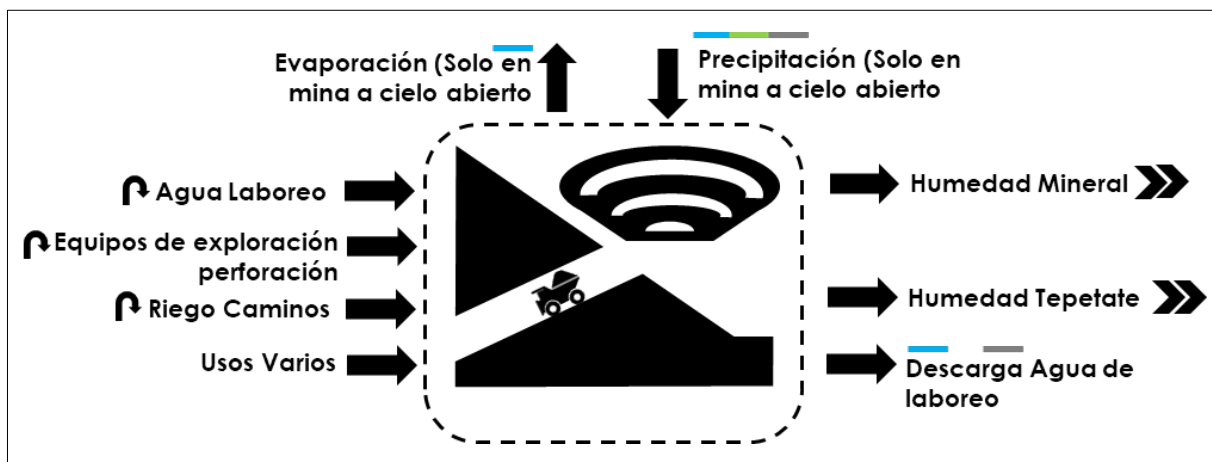 Evaporación (Solo en
mina a cielo abierto
Precipitación (Solo en
mina a cielo abierto
Agua Laboreo
Equipos de exploración
perforación
Riego Caminos
Usos Varios
Humedad Mineral
Humedad Tepetate
Descarga Agua de
laboreo